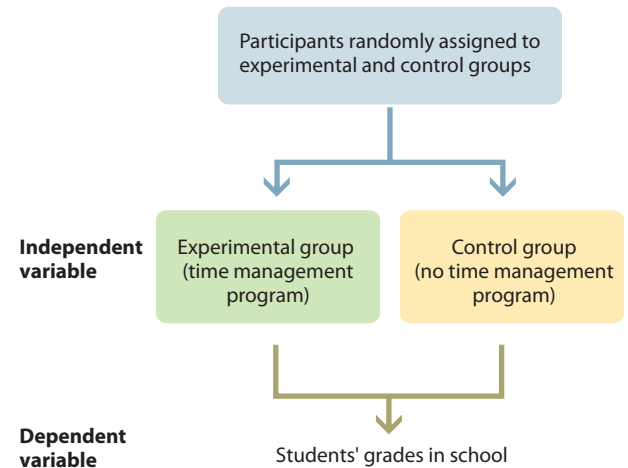 Participants randomly assigned to
experimental and control groups
Independent
variable
Experimental group
(time management
program)
Control group
(no time management
program)
Dependent
variable
Students' grades in school